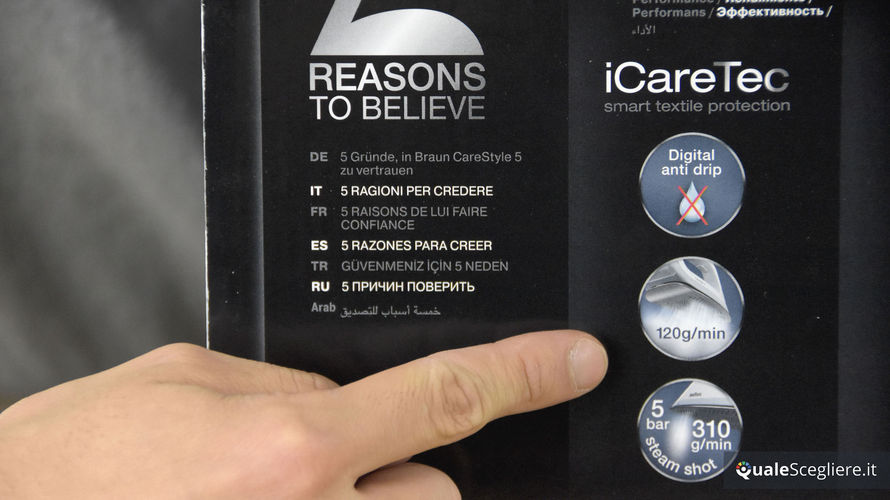 REASONS
TO BELIEVE
DE 5 Gründe, in Braun CareStyle 5
zu vertrauen
IT 5 RAGIONI PER CREDERE
FR 5 RAISONS DE LUI FAIRE
CONFIANCE
ES 5 RAZONES PARA CREER
TR GÜVENMENİZ İÇİN 5 NEDEN
RU 5 ПРИЧИН ПОВЕРИТЬ
Arab خمسة أسباب للتصديق
Performans / Эффективность /
الأداء
iCareTec
smart textile protection
Digital
anti drip
120g/min
5
bar
310
g/min
steam shot
QualeScegliere.it